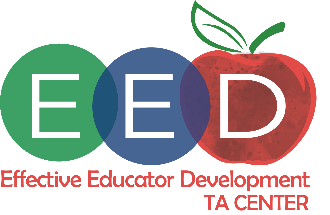 EED
Effective Educator Development
TA CENTER